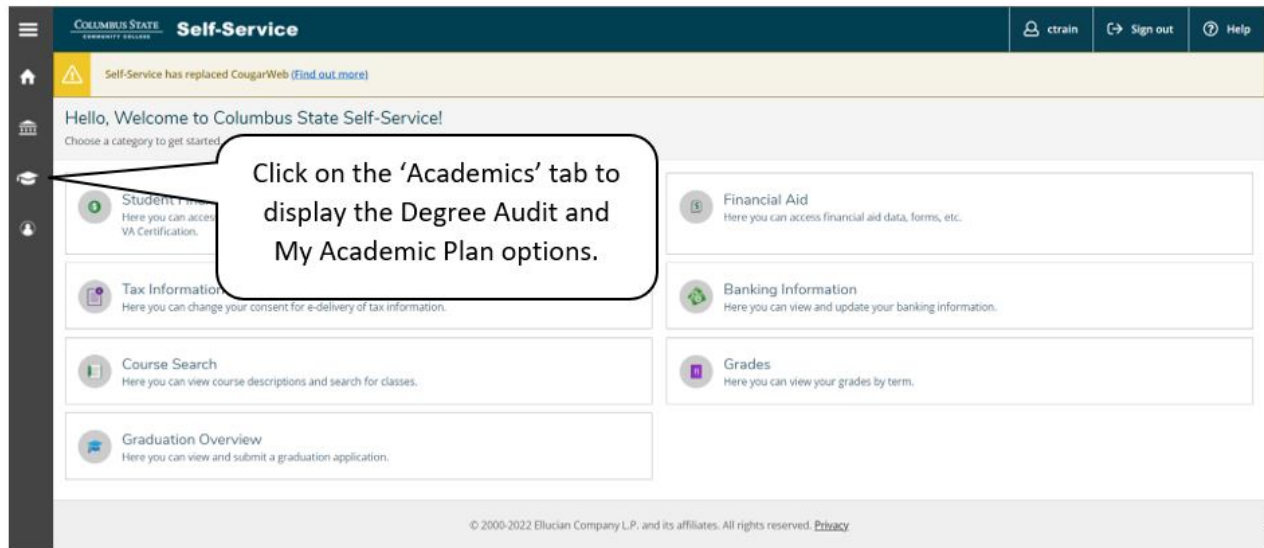 COLUMBUS STATE
COMMUNITY COLLEGE
Self-Service
ctrain
Sign out
Help
Self-Service has replaced CougarWeb (Find out more)
Hello, Welcome to Columbus State Self-Service!
Choose a category to get started.
Click on the ‘Academics’ tab to
display the Degree Audit and
My Academic Plan options.
Student
Here you can acces
VA Certification.
Financial Aid
Here you can access financial aid data, forms, etc.
Tax Information
Here you can change your consent for e-delivery of tax information.
Banking Information
Here you can view and update your banking information.
Course Search
Here you can view course descriptions and search for classes.
Grades
Here you can view your grades by term.
Graduation Overview
Here you can view and submit a graduation application.
© 2000-2022 Ellucian Company L.P. and its affiliates. All rights reserved. Privacy